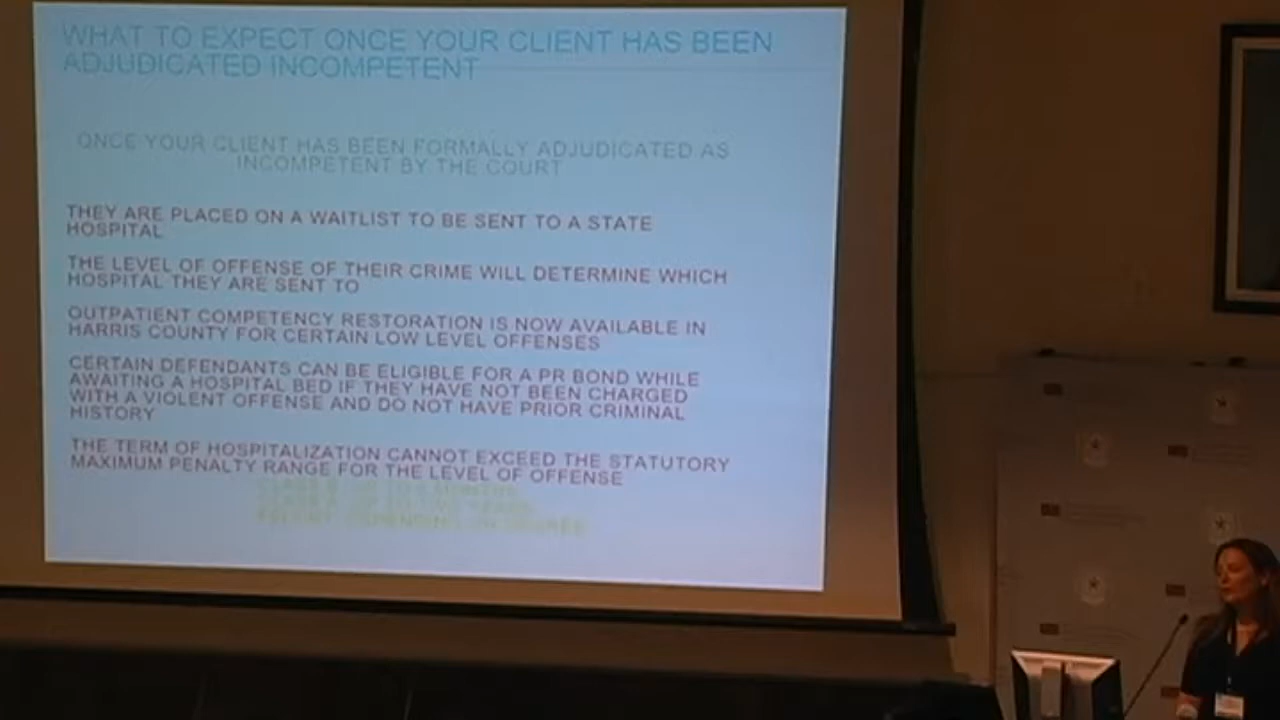 WHAT TO EXPECT ONCE YOUR CLIENT HAS BEEN
ADJUDICATED INCOMPETENT
ONCE YOUR CLIENT HAS BEEN FORMALLY ADJUDICATED AS
INCOMPETENT BY THE COURT
THEY ARE PLACED ON A WAITLIST TO BE SENT TO A STATE
HOSPITAL
THE LEVEL OF OFFENSE OF THEIR CRIME WILL DETERMINE WHICH
HOSPITAL THEY ARE SENT TO
OUTPATIENT COMPETENCY RESTORATION IS NOW AVAILABLE IN
HARRIS COUNTY FOR CERTAIN LOW LEVEL OFFENSES
CERTAIN DEFENDANTS CAN BE ELIGIBLE FOR A PR BOND WHILE
AWAITING A HOSPITAL BED IF THEY HAVE NOT BEEN CHARGED
WITH A VIOLENT OFFENSE AND DO NOT HAVE PRIOR CRIMINAL
HISTORY
THE TERM OF HOSPITALIZATION CANNOT EXCEED THE STATUTORY
MAXIMUM PENALTY RANGE FOR THE LEVEL OF OFFENSE